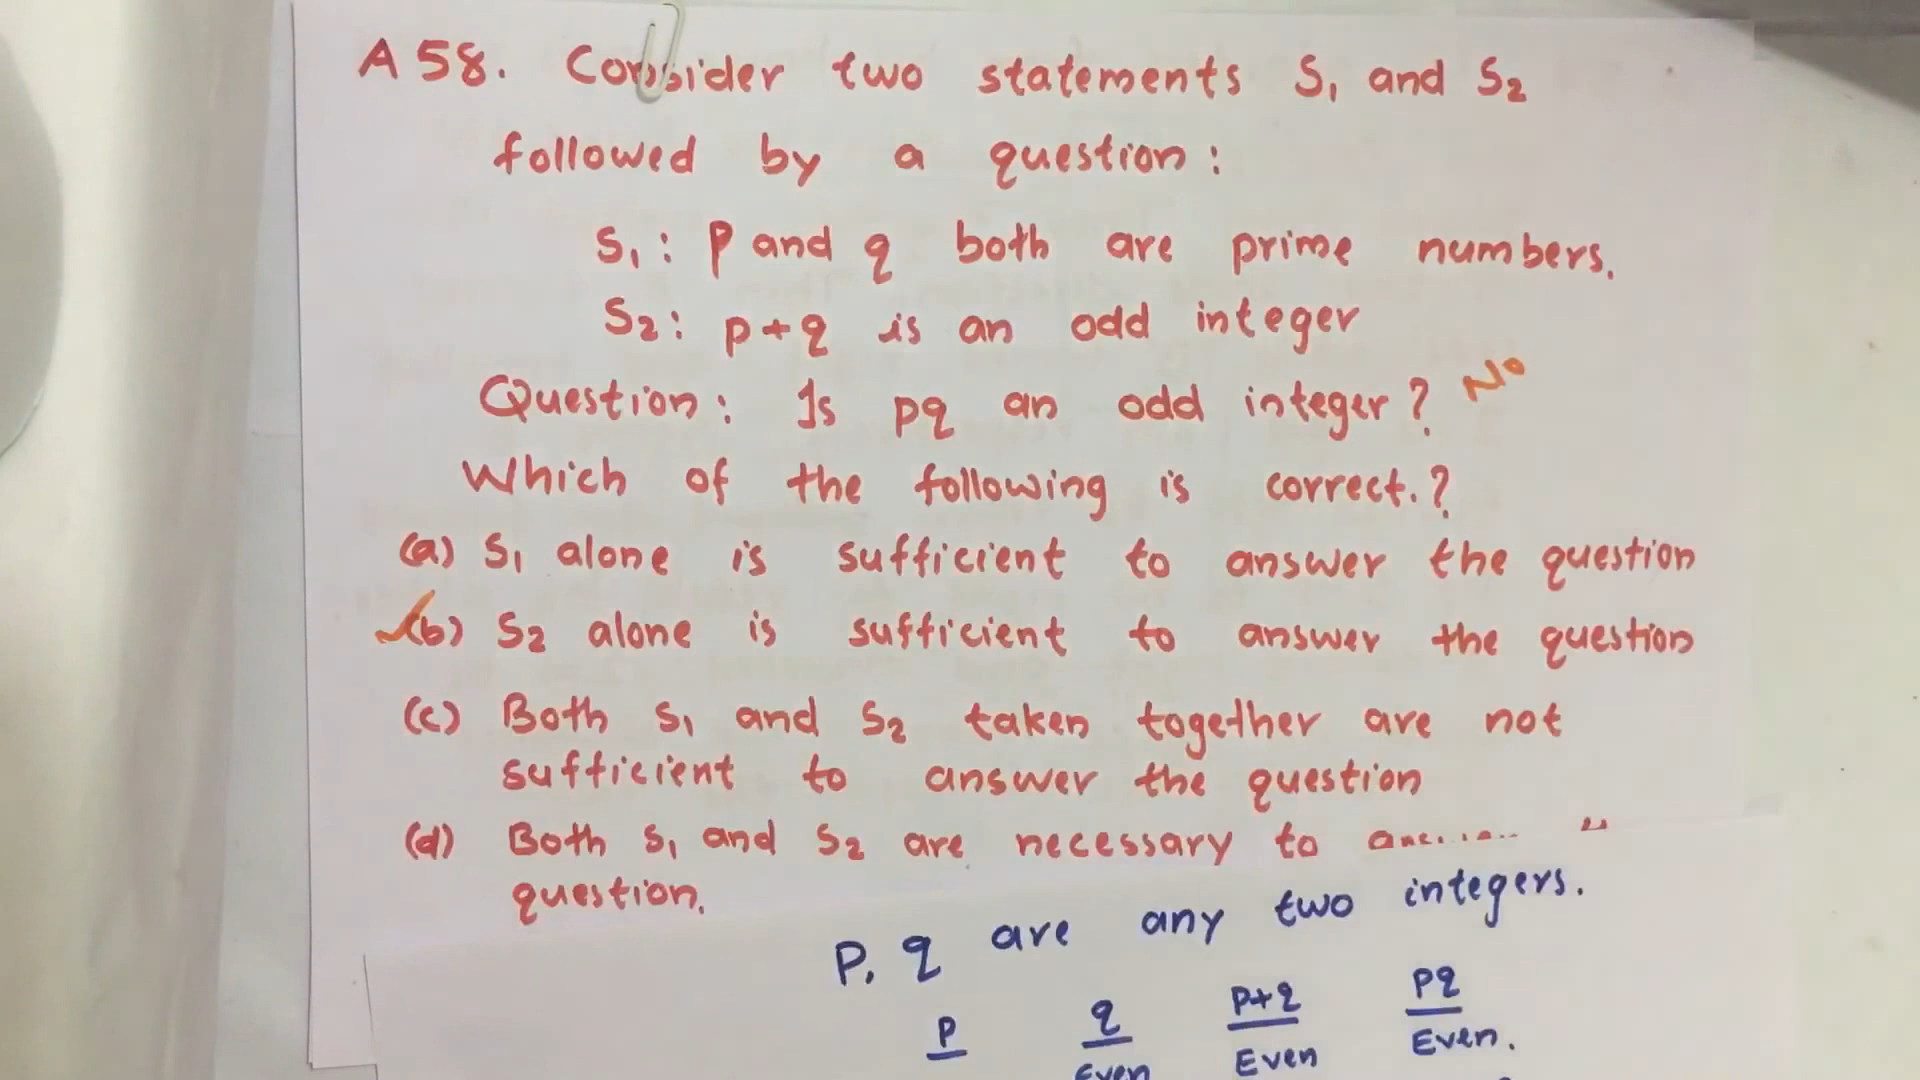 A 58. Consider two statements S₁ and S₂
followed by a question:
S₁: P and q both are prime numbers.
S₂: p+q is an odd integer
Question: Is pq an odd integer? No
Which of the following is correct.?
(a) S₁ alone is sufficient to answer the question
(b) S₂ alone is sufficient to answer the question
(c) Both S₁ and S₂ taken together are not
sufficient to answer the question
(d) Both S₁ and S₂ are necessary to
question.
P, q are any two integers.
P q P+q Pq
Even Even Even.